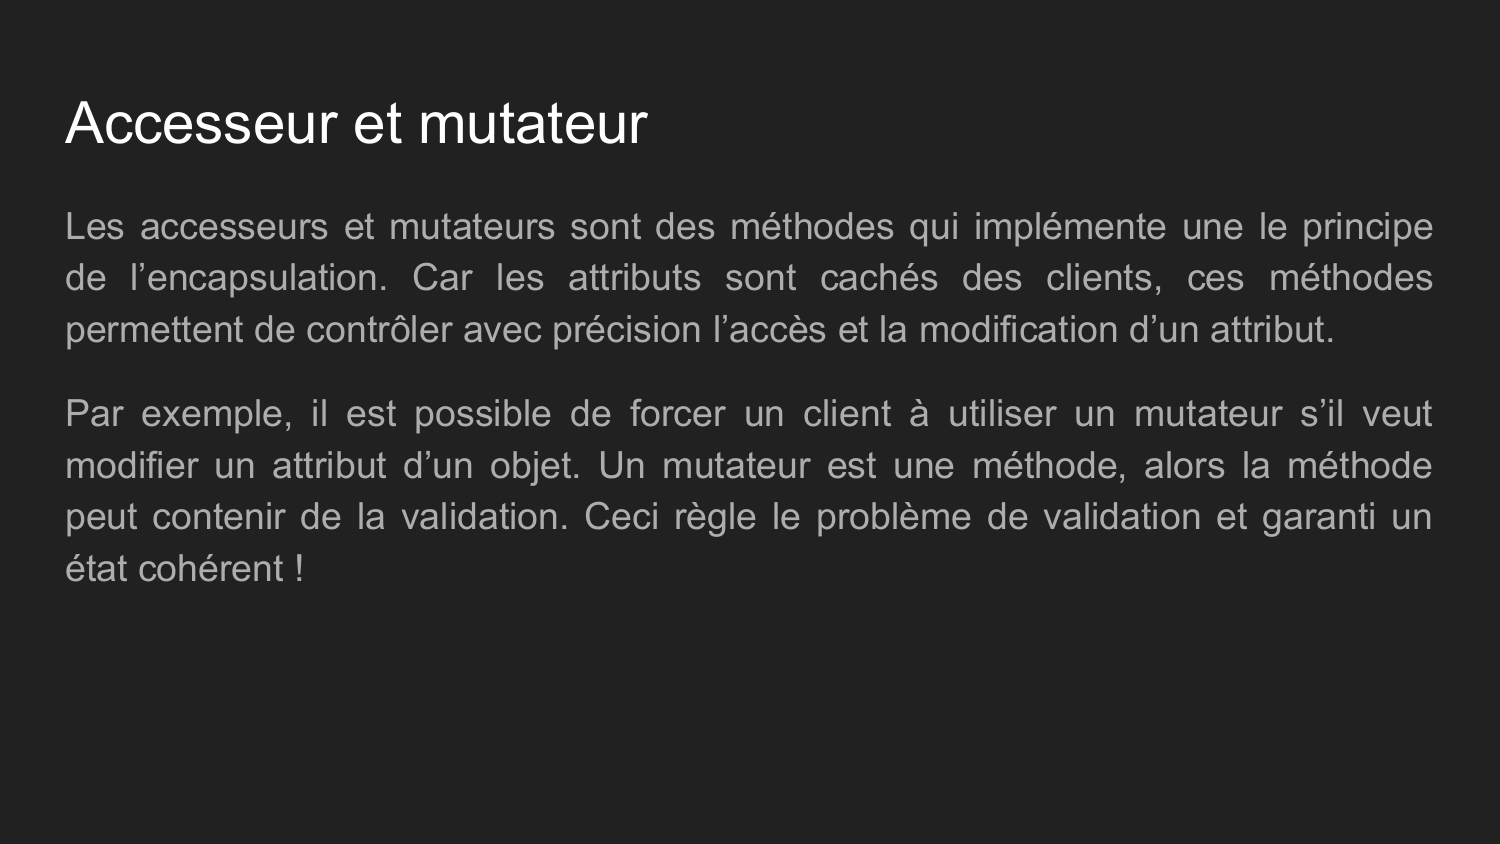 Accesseur et mutateur
Les accesseurs et mutateurs sont des méthodes qui implémente une le principe
de l’encapsulation. Car les attributs sont cachés des clients, ces méthodes
permettent de contrôler avec précision l’accès et la modification d’un attribut.
Par exemple, il est possible de forcer un client à utiliser un mutateur s’il veut
modifier un attribut d’un objet. Un mutateur est une méthode, alors la méthode
peut contenir de la validation. Ceci règle le problème de validation et garanti un
état cohérent !